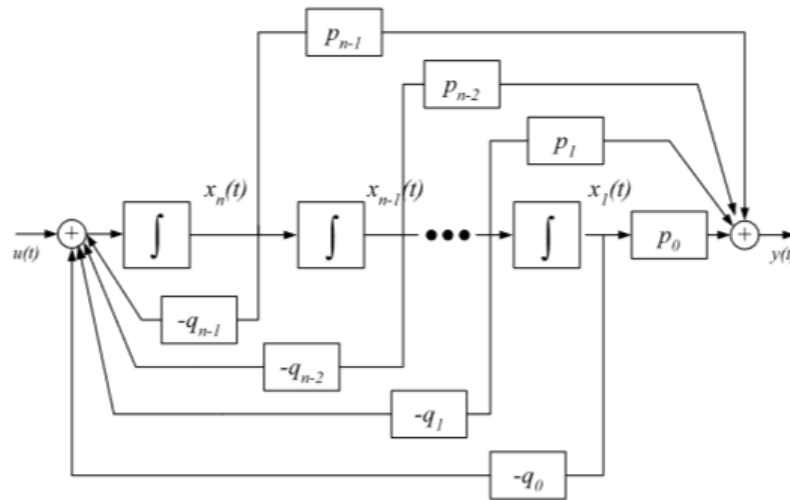 p_{n-1}
p_{n-2}
p_1
x_n(t)
x_{n-1}(t)
x_1(t)
u(t)
+
∫
∫
•••
∫
p_0
+
y(t)
-q_{n-1}
-q_{n-2}
-q_1
-q_0